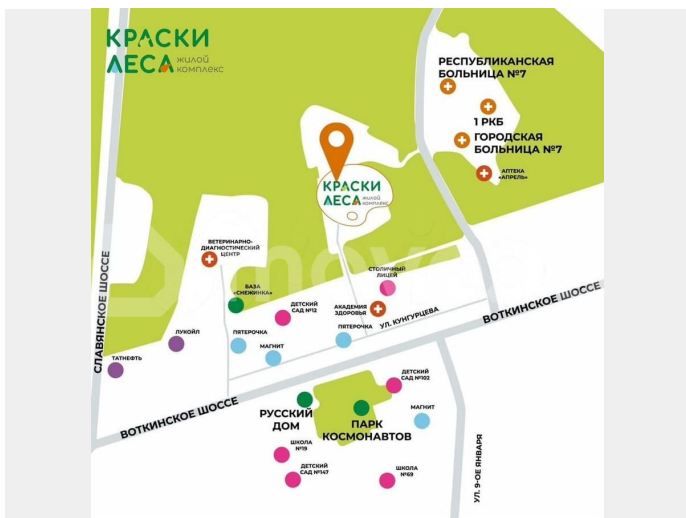 КРАСКИ
ЛЕСА жилой
комплекс
РЕСПУБЛИКАНСКАЯ
БОЛЬНИЦА №7
1 РКБ
ГОРОДСКАЯ
БОЛЬНИЦА №7
АПТЕКА
«АПРЕЛЬ»
КРАСКИ
ЛЕСА жилой
комплекс
ВЕТЕРИНАРНО-
ДИАГНОСТИЧЕСКИЙ
ЦЕНТР
СТОЛИЧНЫЙ
ЛИЦЕЙ
БАЗА
«СНЕЖИНКА»
ДЕТСКИЙ
САД №12
АКАДЕМИЯ
ЗДОРОВЬЯ
УЛ. КУНГУРЦЕВА
ВОТКИНСКОЕ ШОССЕ
СЛАВЯНСКОЕ ШОССЕ
ЛУКОЙЛ
ПЯТЕРОЧКА
ПЯТЕРОЧКА
МАГНИТ
ТАТНЕФТЬ
ВОТКИНСКОЕ ШОССЕ
ДЕТСКИЙ
САД №102
РУССКИЙ
ДОМ
ПАРК
КОСМОНАВТОВ
МАГНИТ
ШКОЛА
№19
ДЕТСКИЙ
САД №147
ШКОЛА
№69
УЛ. 9-ОЕ ЯНВАРЯ